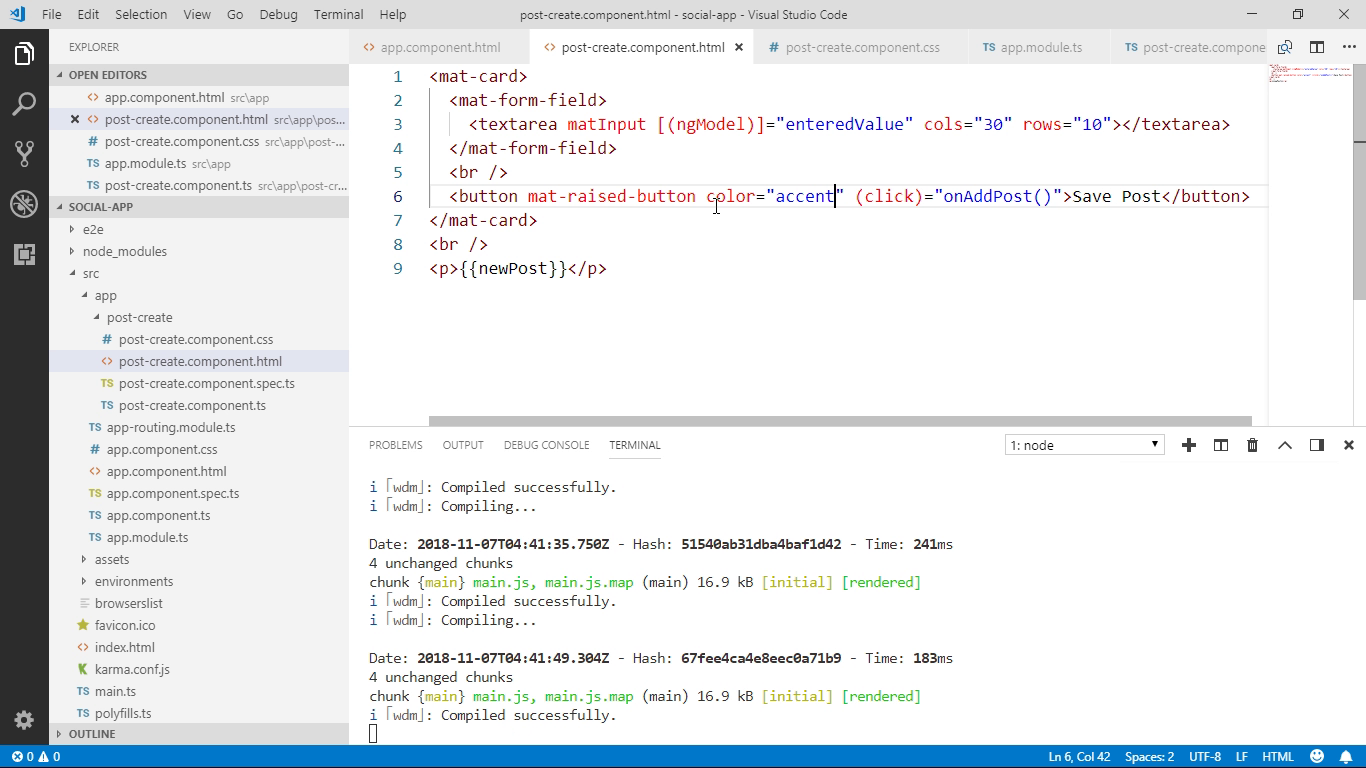 File Edit Selection View Go Debug Terminal Help post-create.component.html - social-app - Visual Studio Code
EXPLORER
OPEN EDITORS
app.component.html src\app
post-create.component.html src\app\pos...
post-create.component.css src\app\post-...
TS app.module.ts src\app
TS post-create.component.ts src\app\post-cr...
SOCIAL-APP
e2e
node_modules
src
app
post-create
# post-create.component.css
<> post-create.component.html
TS post-create.component.spec.ts
TS post-create.component.ts
TS app-routing.module.ts
# app.component.css
<> app.component.html
TS app.component.spec.ts
TS app.component.ts
TS app.module.ts
assets
environments
browserslist
favicon.ico
<> index.html
karma.conf.js
TS main.ts
TS polyfills.ts
OUTLINE
<> app.component.html <> post-create.component.html # post-create.component.css TS app.module.ts TS post-create.compone
1 <mat-card>
2 <mat-form-field>
3 <textarea matInput [(ngModel)]="enteredValue" cols="30" rows="10"></textarea>
4 </mat-form-field>
5 <br />
6 <button mat-raised-button color="accent" (click)="onAddPost()">Save Post</button>
7 </mat-card>
8 <br />
9 <p>{{newPost}}</p>
PROBLEMS OUTPUT DEBUG CONSOLE TERMINAL 1: node
i ｢wdm｣: Compiled successfully.
i ｢wdm｣: Compiling...
Date: 2018-11-07T04:41:35.750Z - Hash: 51540ab31dba4baf1d42 - Time: 241ms
4 unchanged chunks
chunk {main} main.js, main.js.map (main) 16.9 kB [initial] [rendered]
i ｢wdm｣: Compiled successfully.
i ｢wdm｣: Compiling...
Date: 2018-11-07T04:41:49.304Z - Hash: 67fee4ca4e8eec0a71b9 - Time: 183ms
4 unchanged chunks
chunk {main} main.js, main.js.map (main) 16.9 kB [initial] [rendered]
i ｢wdm｣: Compiled successfully.
0 0 Ln 6, Col 42 Spaces: 2 UTF-8 LF HTML